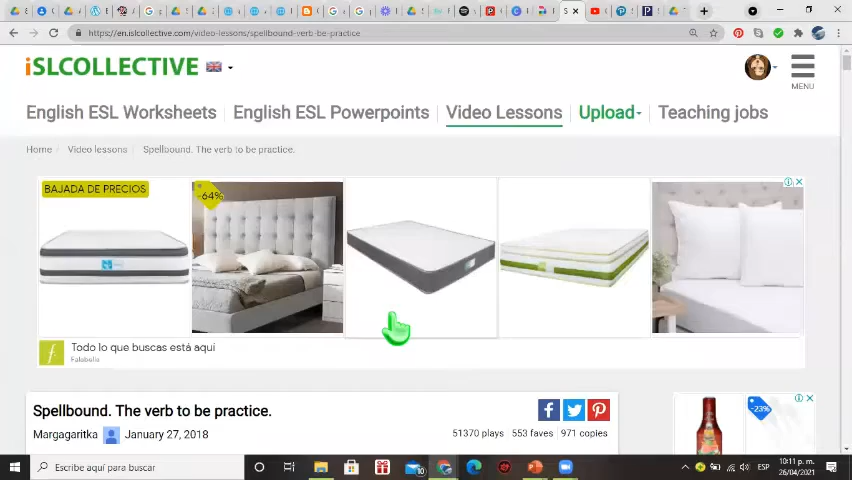 https://en.islcollective.com/video-lessons/spellbound-verb-be-practice
iSLCOLLECTIVE
MENU
English ESL Worksheets
English ESL Powerpoints
Video Lessons
Upload
Teaching jobs
Home / Video lessons / Spellbound. The verb to be practice.
BAJADA DE PRECIOS
-64%
Todo lo que buscas está aquí
Falabella
Spellbound. The verb to be practice.
-23%
Margagaritka
January 27, 2018
51370 plays
553 faves
971 copies
Escribe aquí para buscar
10
ESP
10:11 p. m.
26/04/2021